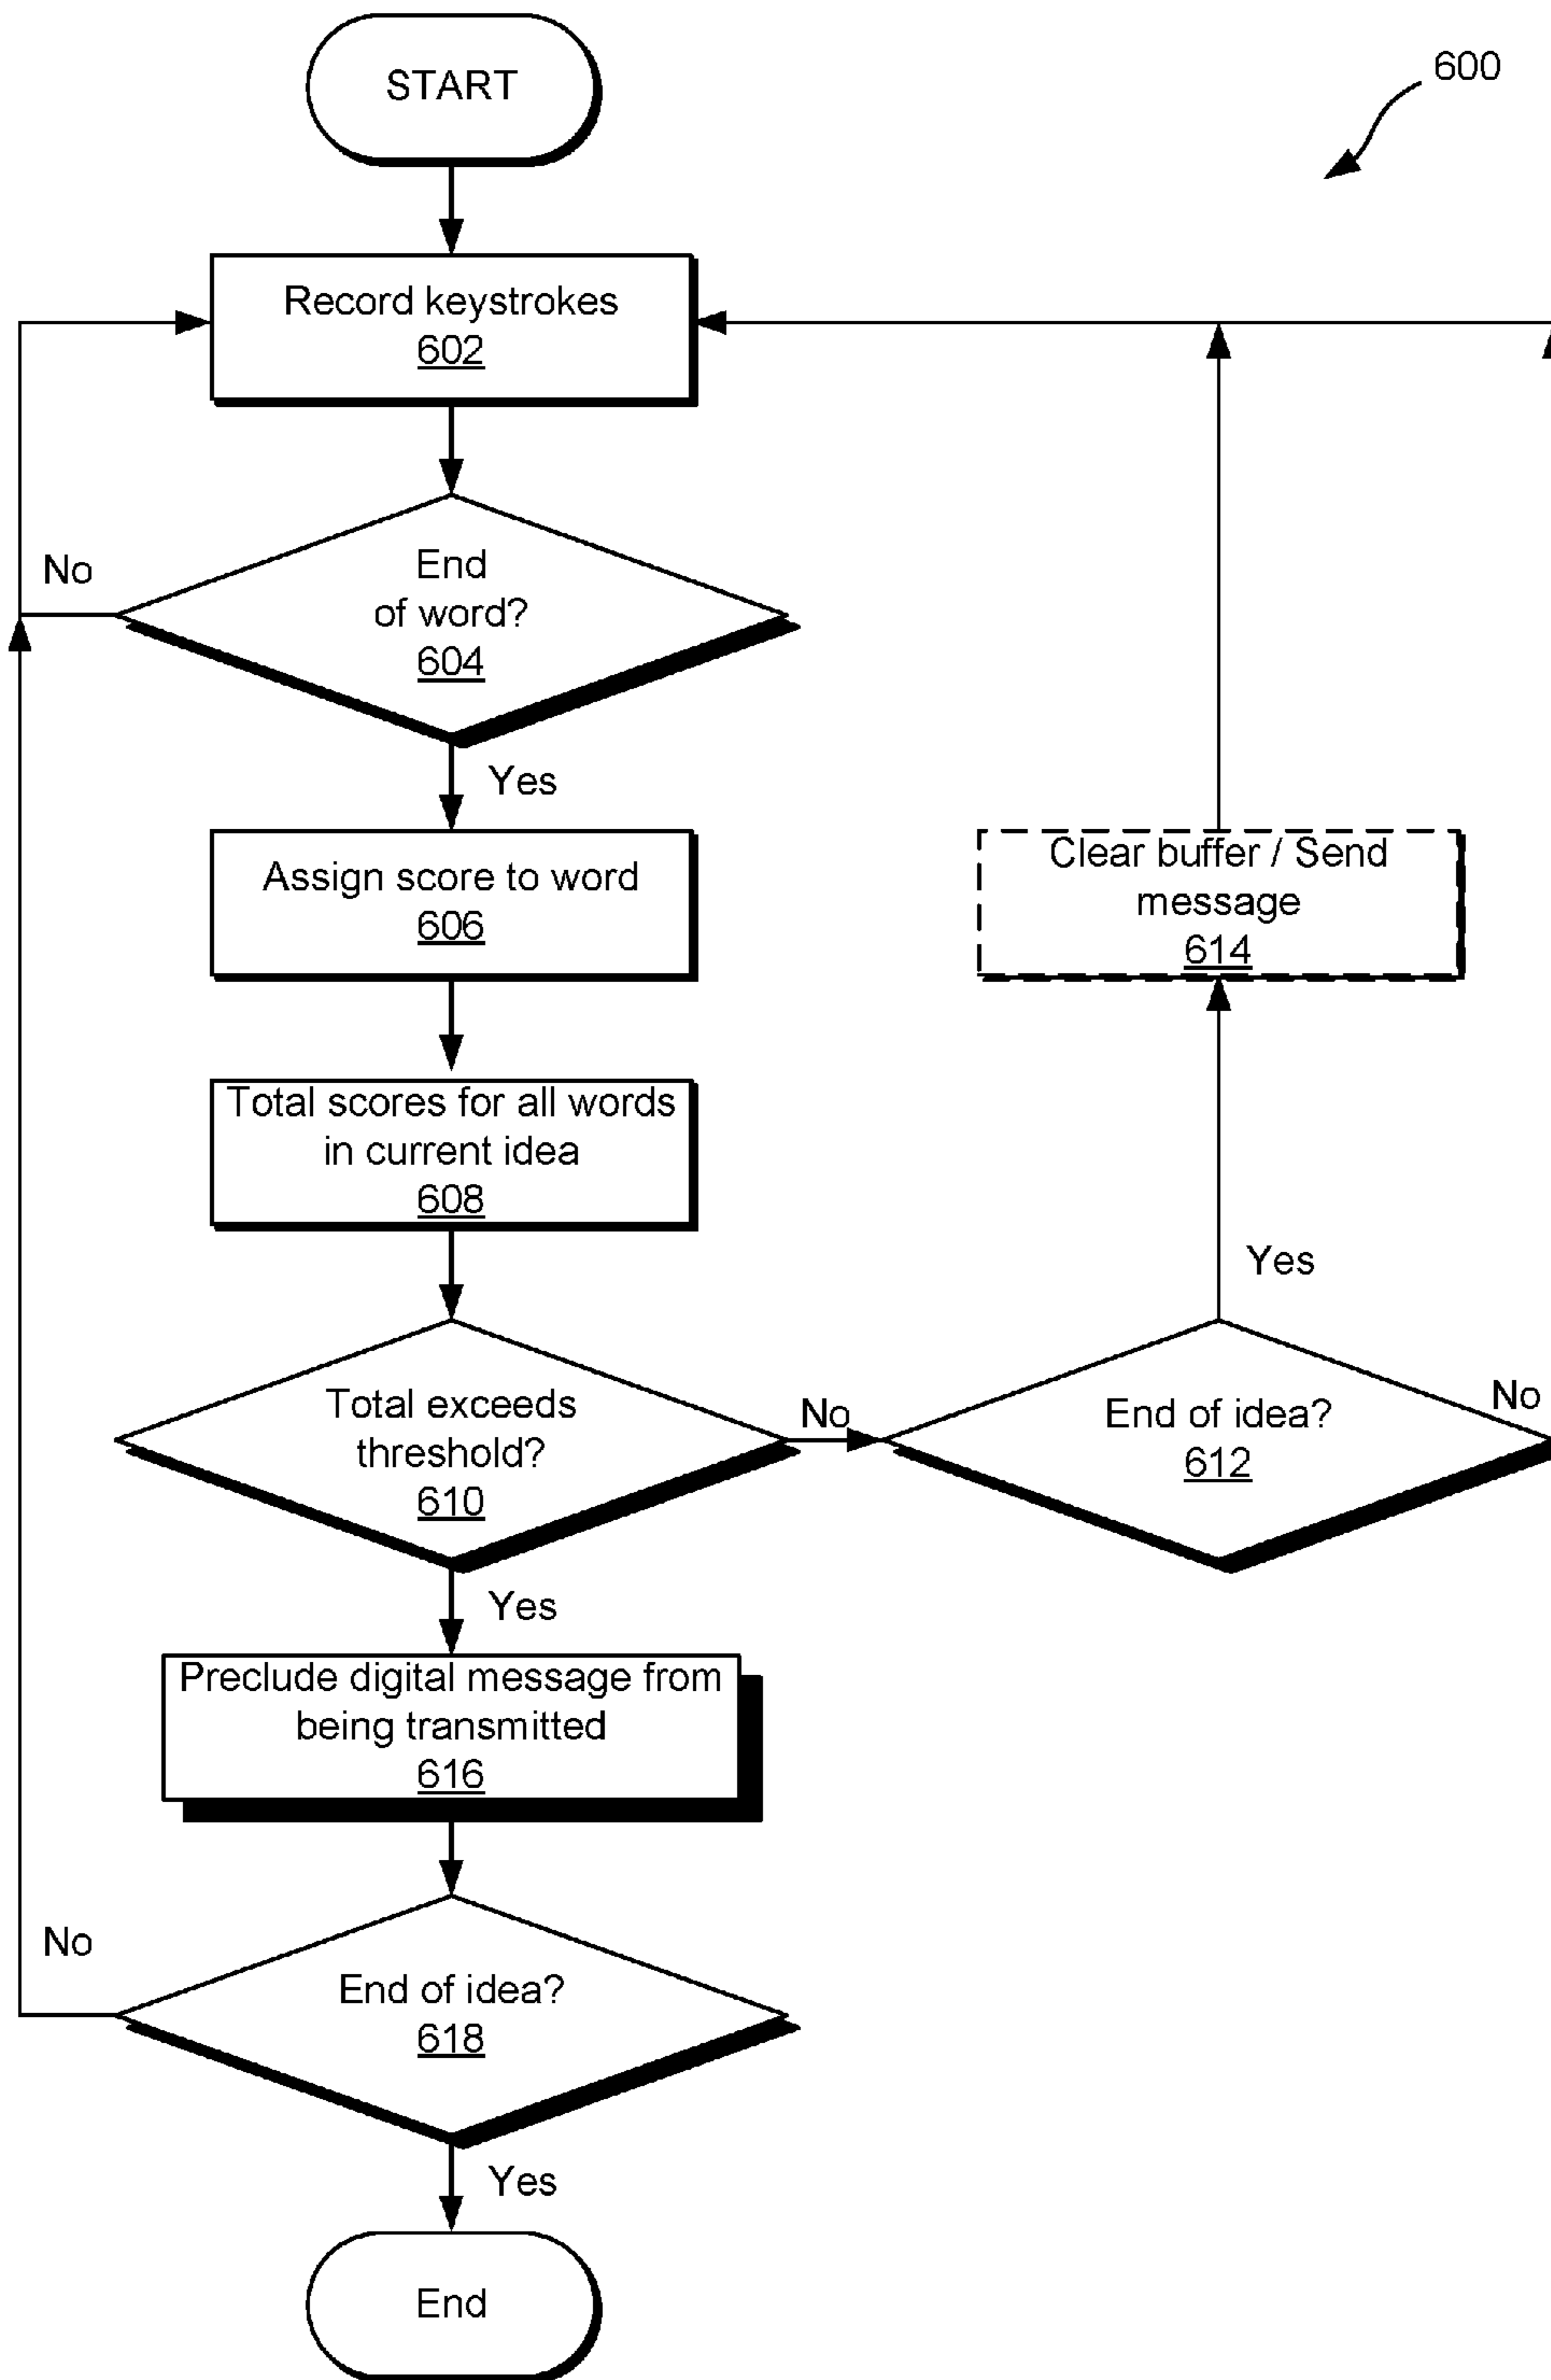 START
600
Record keystrokes
602
No
End
of word?
604
Yes
Assign score to word
606
Clear buffer / Send
message
614
Total scores for all words
in current idea
608
Yes
Total exceeds
threshold?
610
No
End of idea?
612
No
Yes
Preclude digital message from
being transmitted
616
No
End of idea?
618
Yes
End